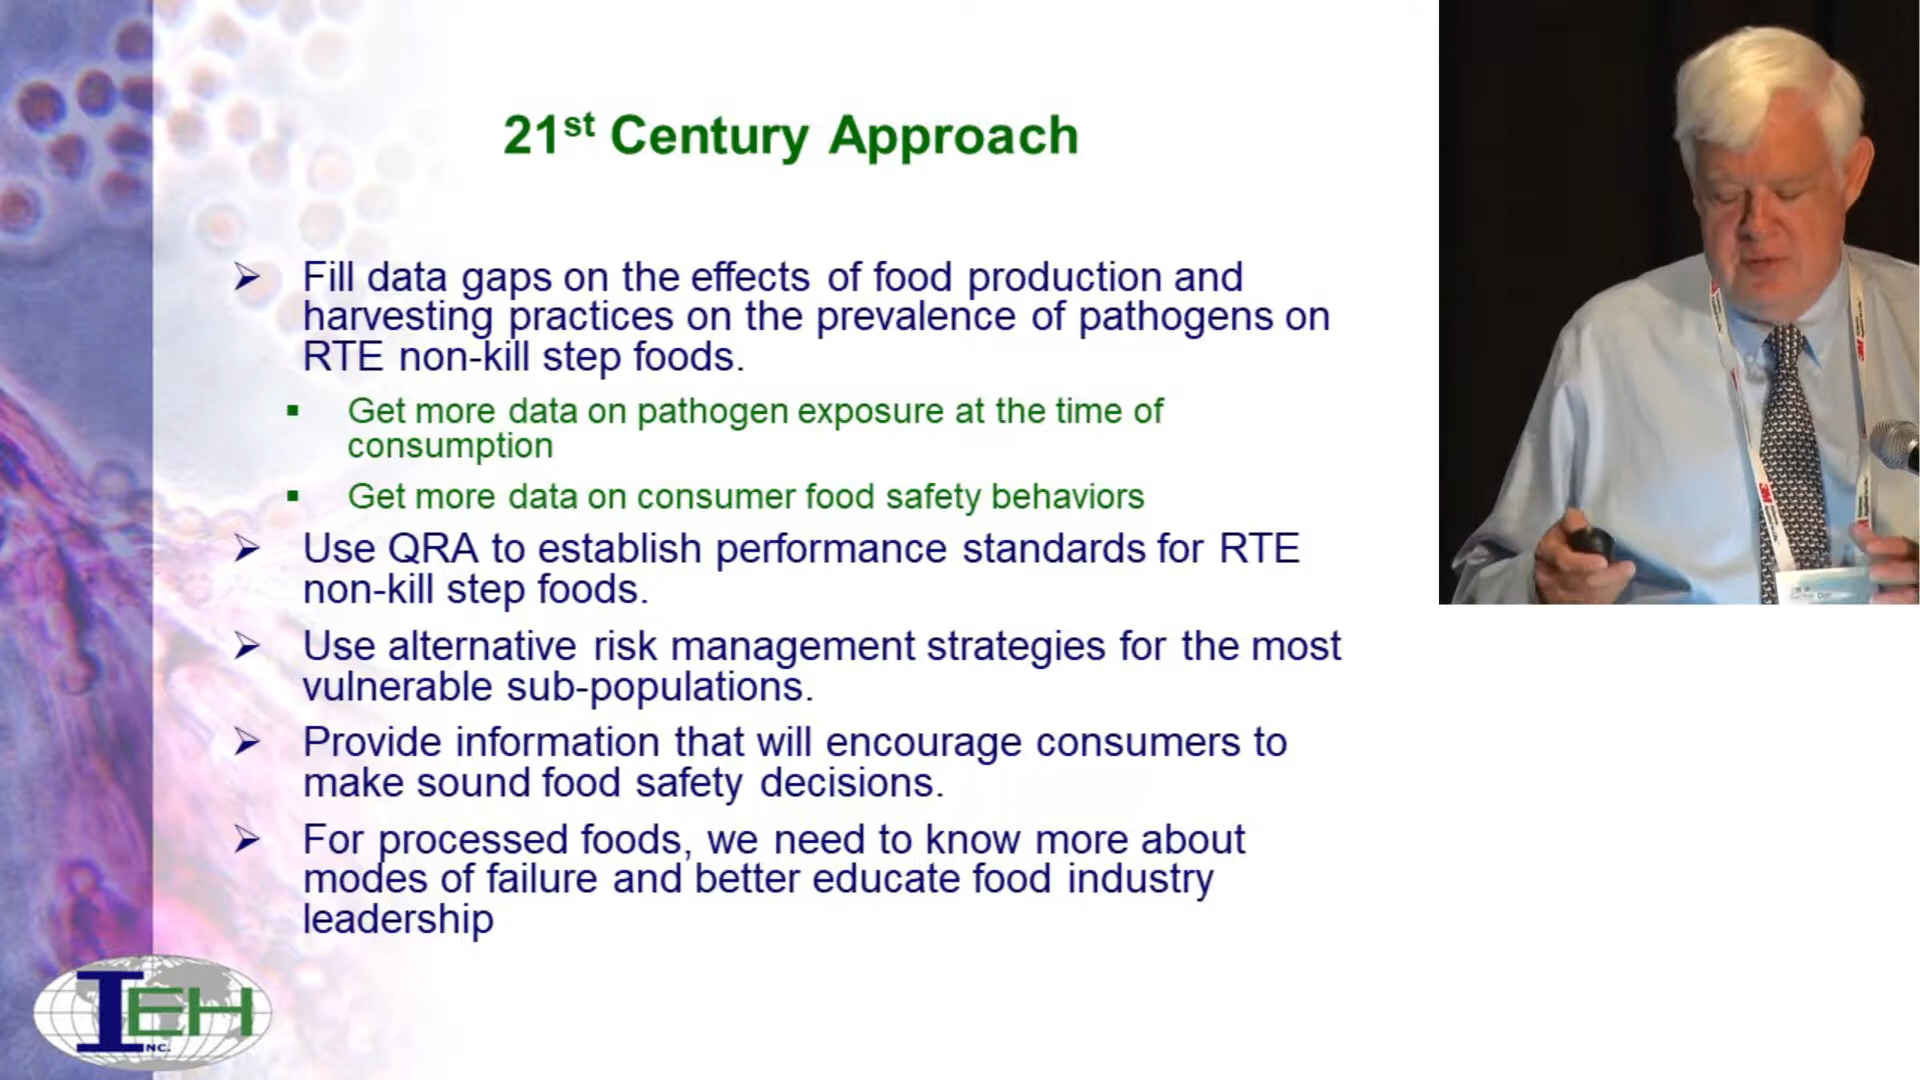 21st Century Approach
Fill data gaps on the effects of food production and
harvesting practices on the prevalence of pathogens on
RTE non-kill step foods.
Get more data on pathogen exposure at the time of
consumption
Get more data on consumer food safety behaviors
Use QRA to establish performance standards for RTE
non-kill step foods.
Use alternative risk management strategies for the most
vulnerable sub-populations.
Provide information that will encourage consumers to
make sound food safety decisions.
For processed foods, we need to know more about
modes of failure and better educate food industry
leadership
IEH
INC.
3M